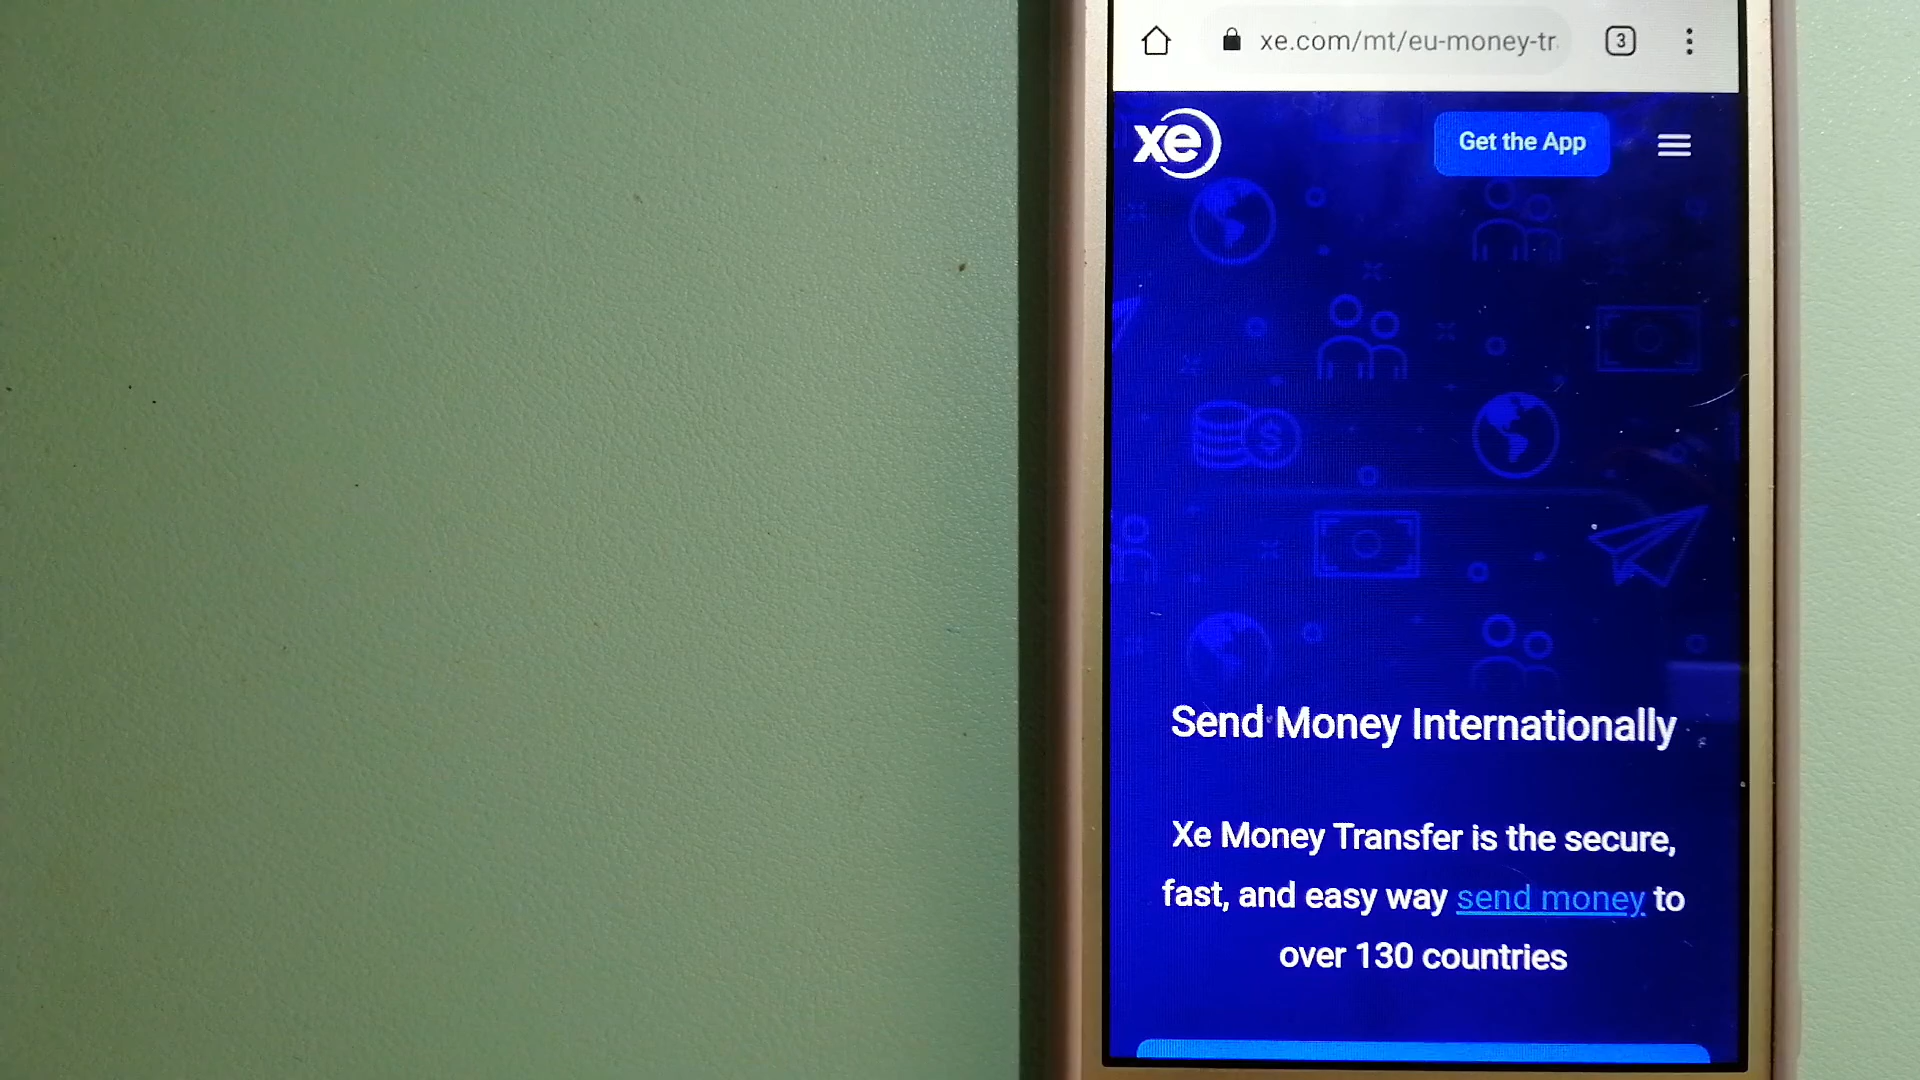 xe.com/mt/eu-money-tr
3
xe
Get the App
$
Send Money Internationally
Xe Money Transfer is the secure,
fast, and easy way send money to
over 130 countries